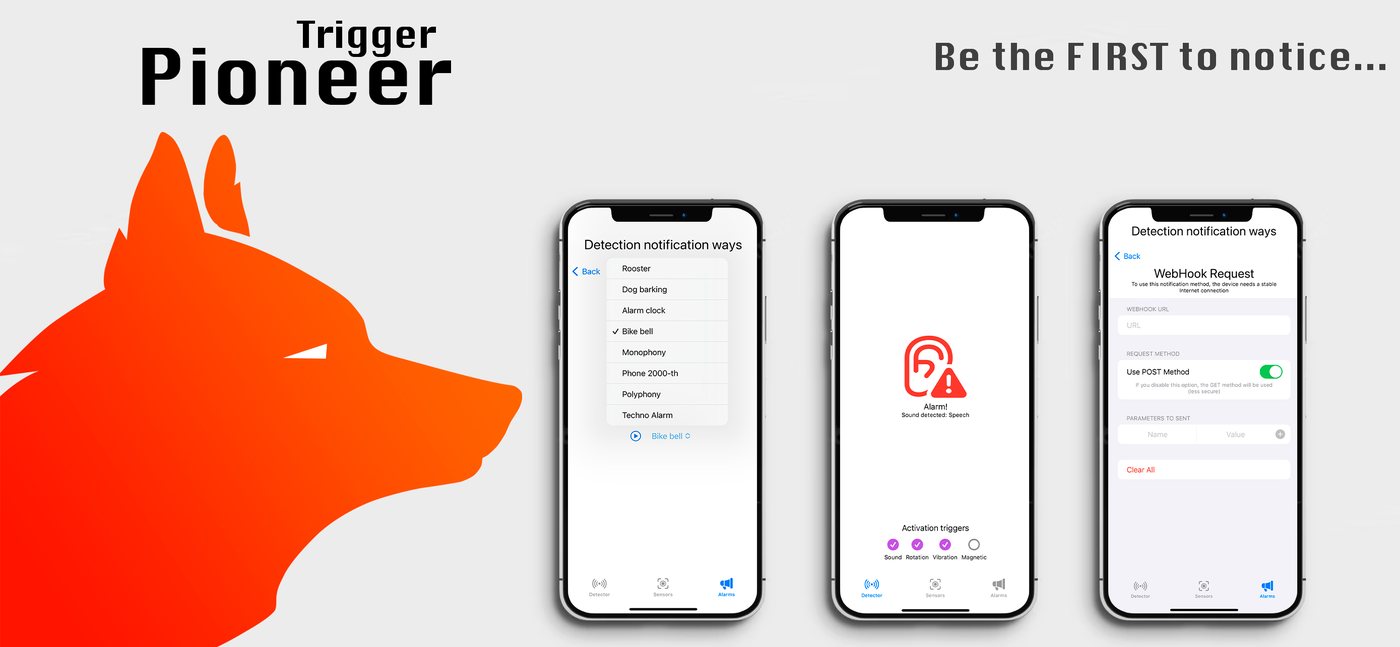 Trigger
Pioneer
Be the FIRST to notice...
Detection notification ways
Back
Rooster
Dog barking
Alarm clock
Bike bell
Monophony
Phone 2000-th
Polyphony
Techno Alarm
Bike bell
Detector
Sensors
Alarms
Alarm!
Sound detected: Speech
Activation triggers
Sound
Rotation
Vibration
Magnetic
Detector
Sensors
Alarms
Detection notification ways
Back
WebHook Request
To use this notification method, the device needs a stable
Internet connection
WEBHOOK URL
URL
REQUEST METHOD
Use POST Method
If you disable this option, the GET method will be used
(less secure)
PARAMETERS TO SENT
Name
Value
Clear All
Detector
Sensors
Alarms